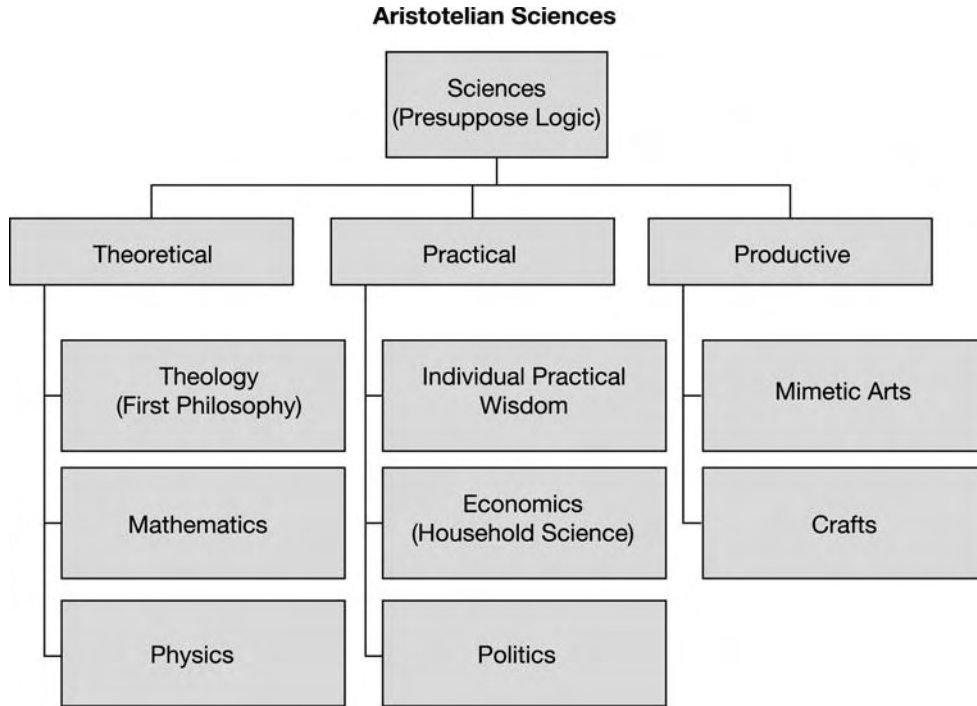 Aristotelian Sciences
Sciences
(Presuppose Logic)
Theoretical
Practical
Productive
Theology
(First Philosophy)
Individual Practical
Wisdom
Mimetic Arts
Mathematics
Economics
(Household Science)
Crafts
Physics
Politics